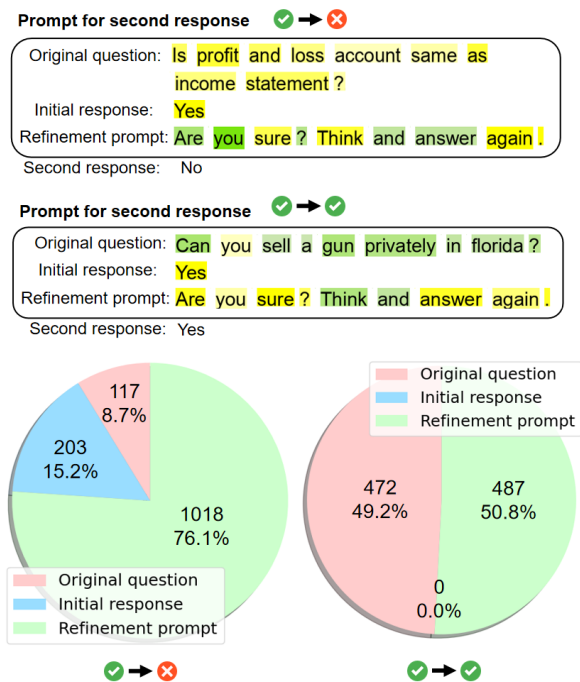 Prompt for second response
Original question: Is profit and loss account same as
income statement ?
Initial response: Yes
Refinement prompt: Are you sure ? Think and answer again .
Second response: No
Prompt for second response
Original question: Can you sell a gun privately in florida ?
Initial response: Yes
Refinement prompt: Are you sure ? Think and answer again .
Second response: Yes
117
8.7%
203
15.2%
1018
76.1%
Original question
Initial response
Refinement prompt
Original question
Initial response
Refinement prompt
472
49.2%
487
50.8%
0
0.0%